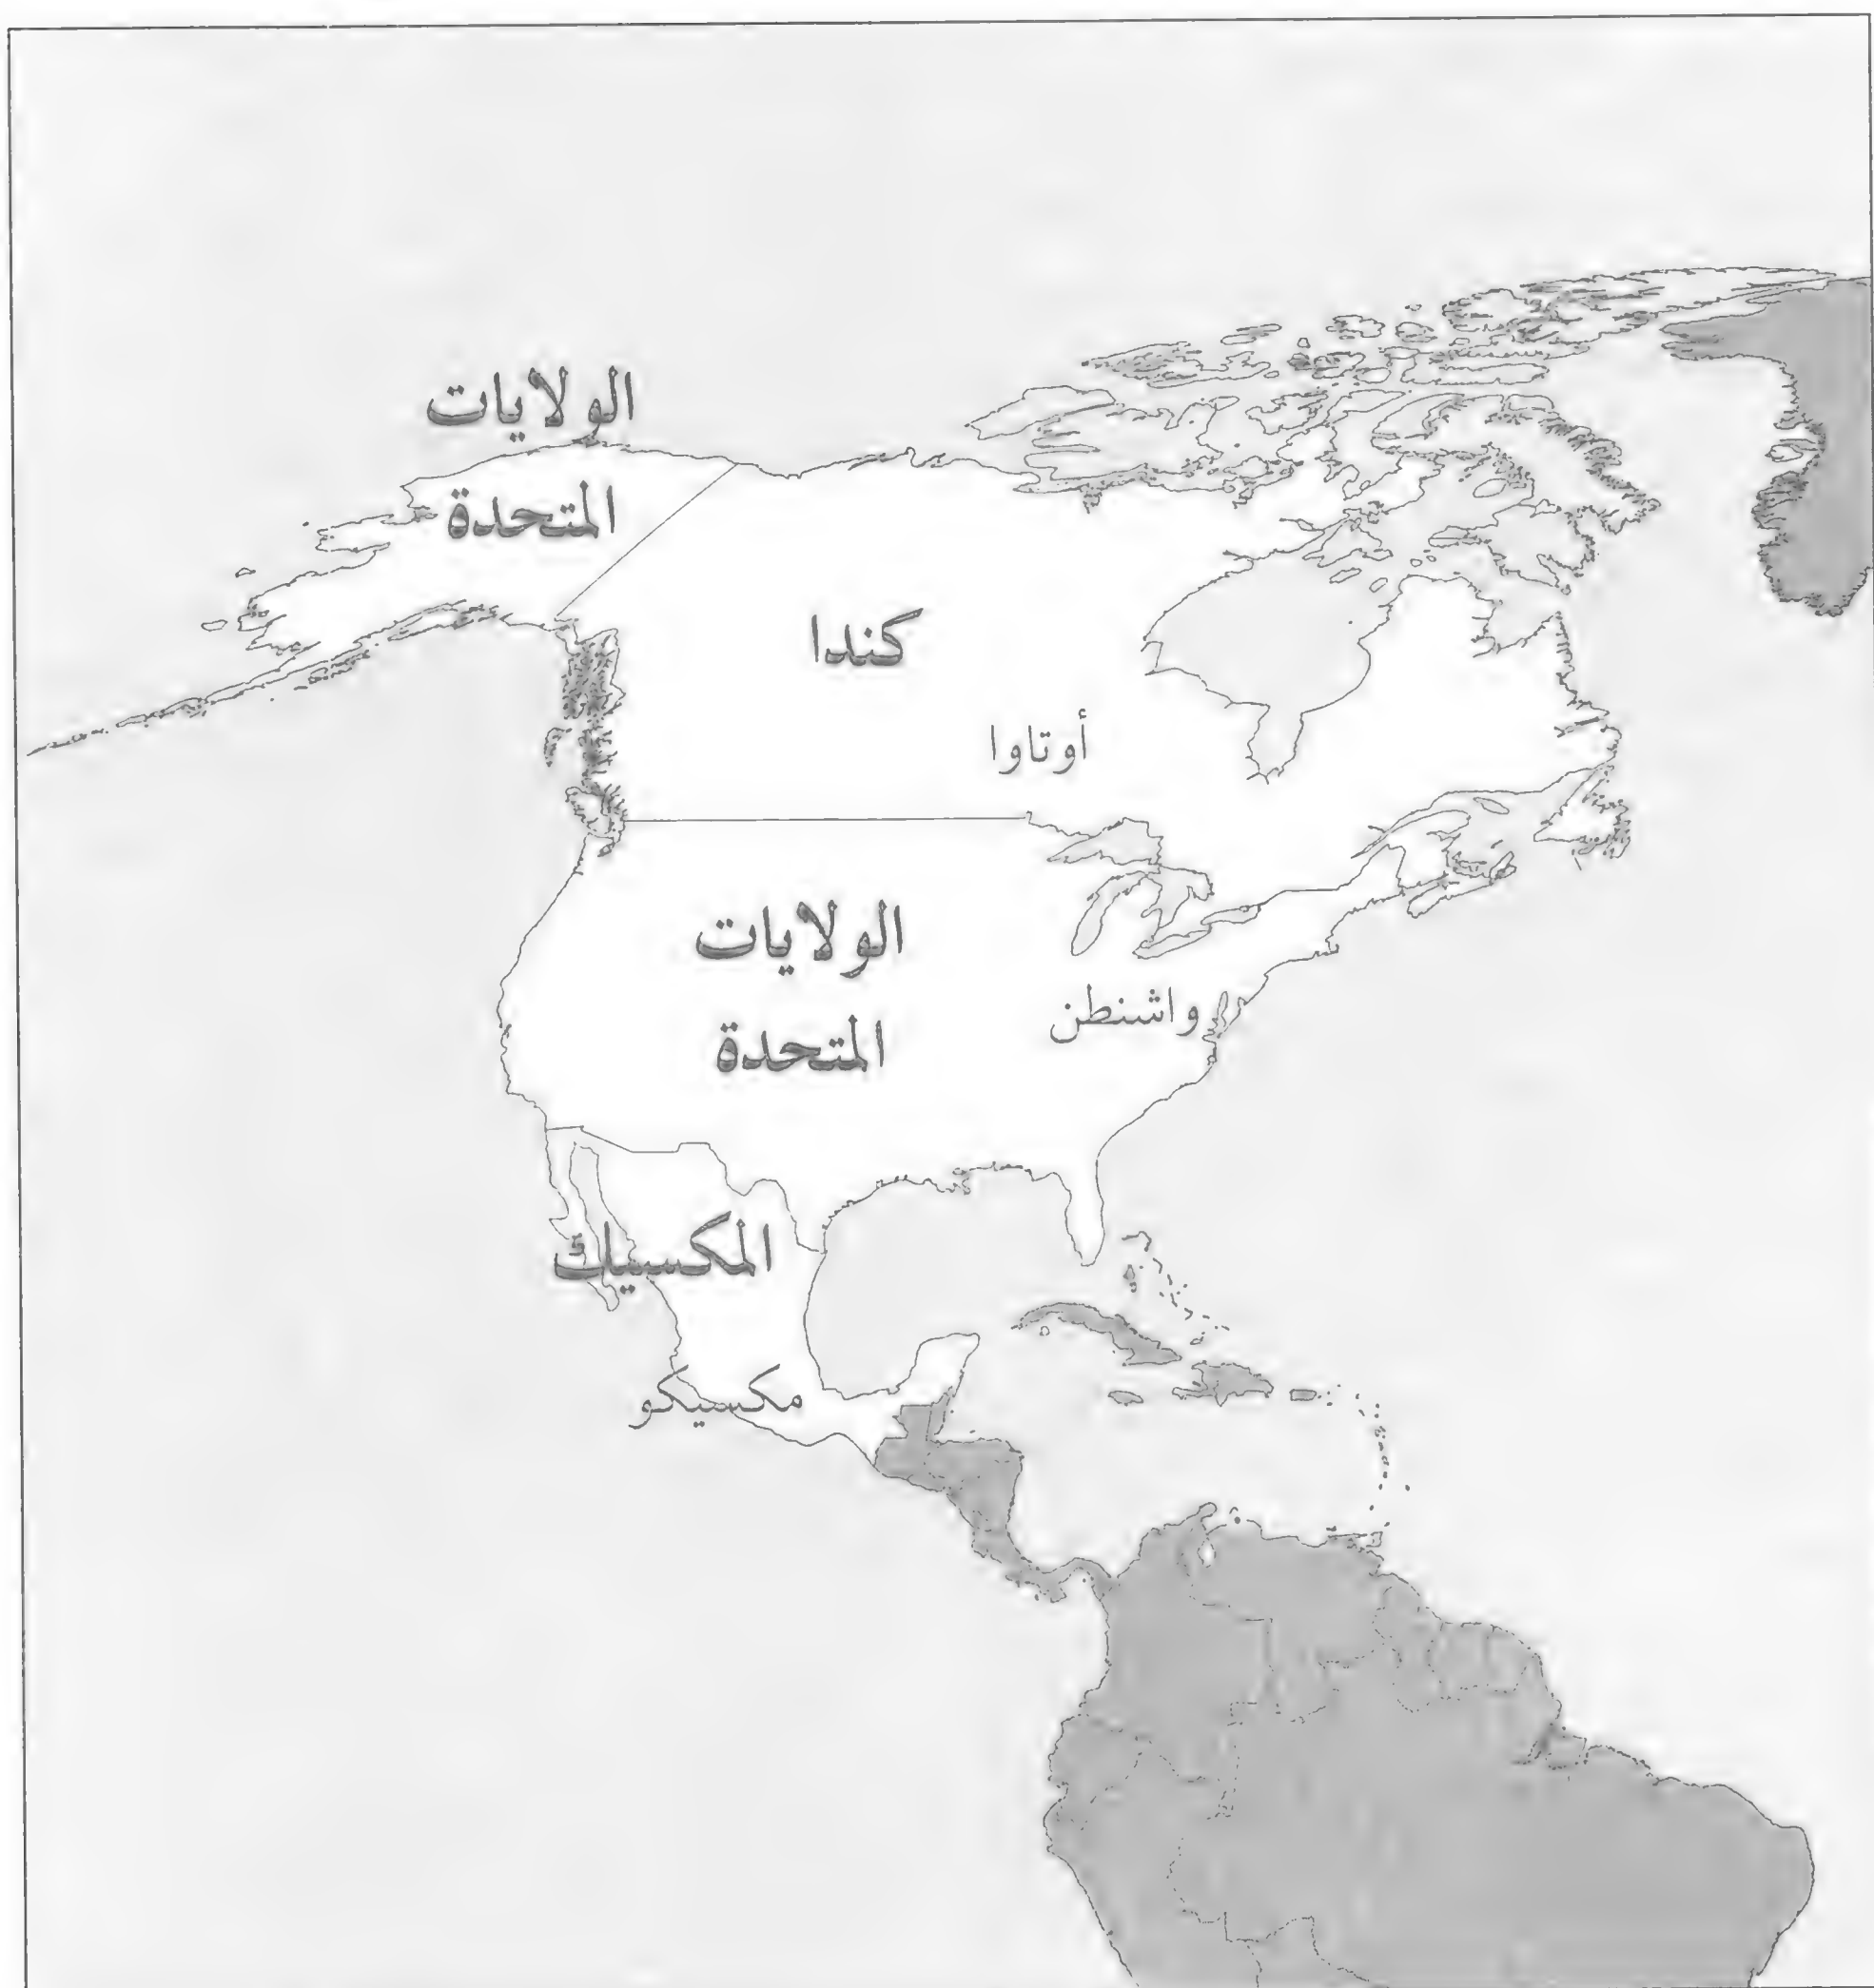 الولايات
المتحدة
كندا
أوتاوا
الولايات
المتحدة
واشنطن
المكسيك
مكسيكو